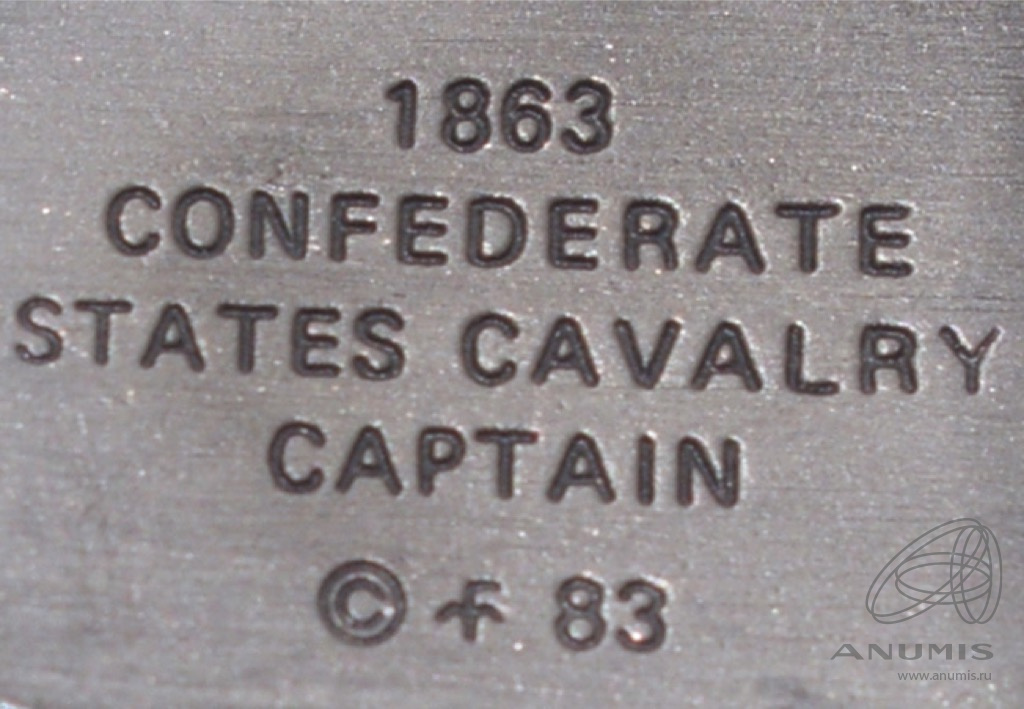 1863
CONFEDERATE
STATES CAVALRY
CAPTAIN
© F 83
ANUMIS
www.anumis.ru